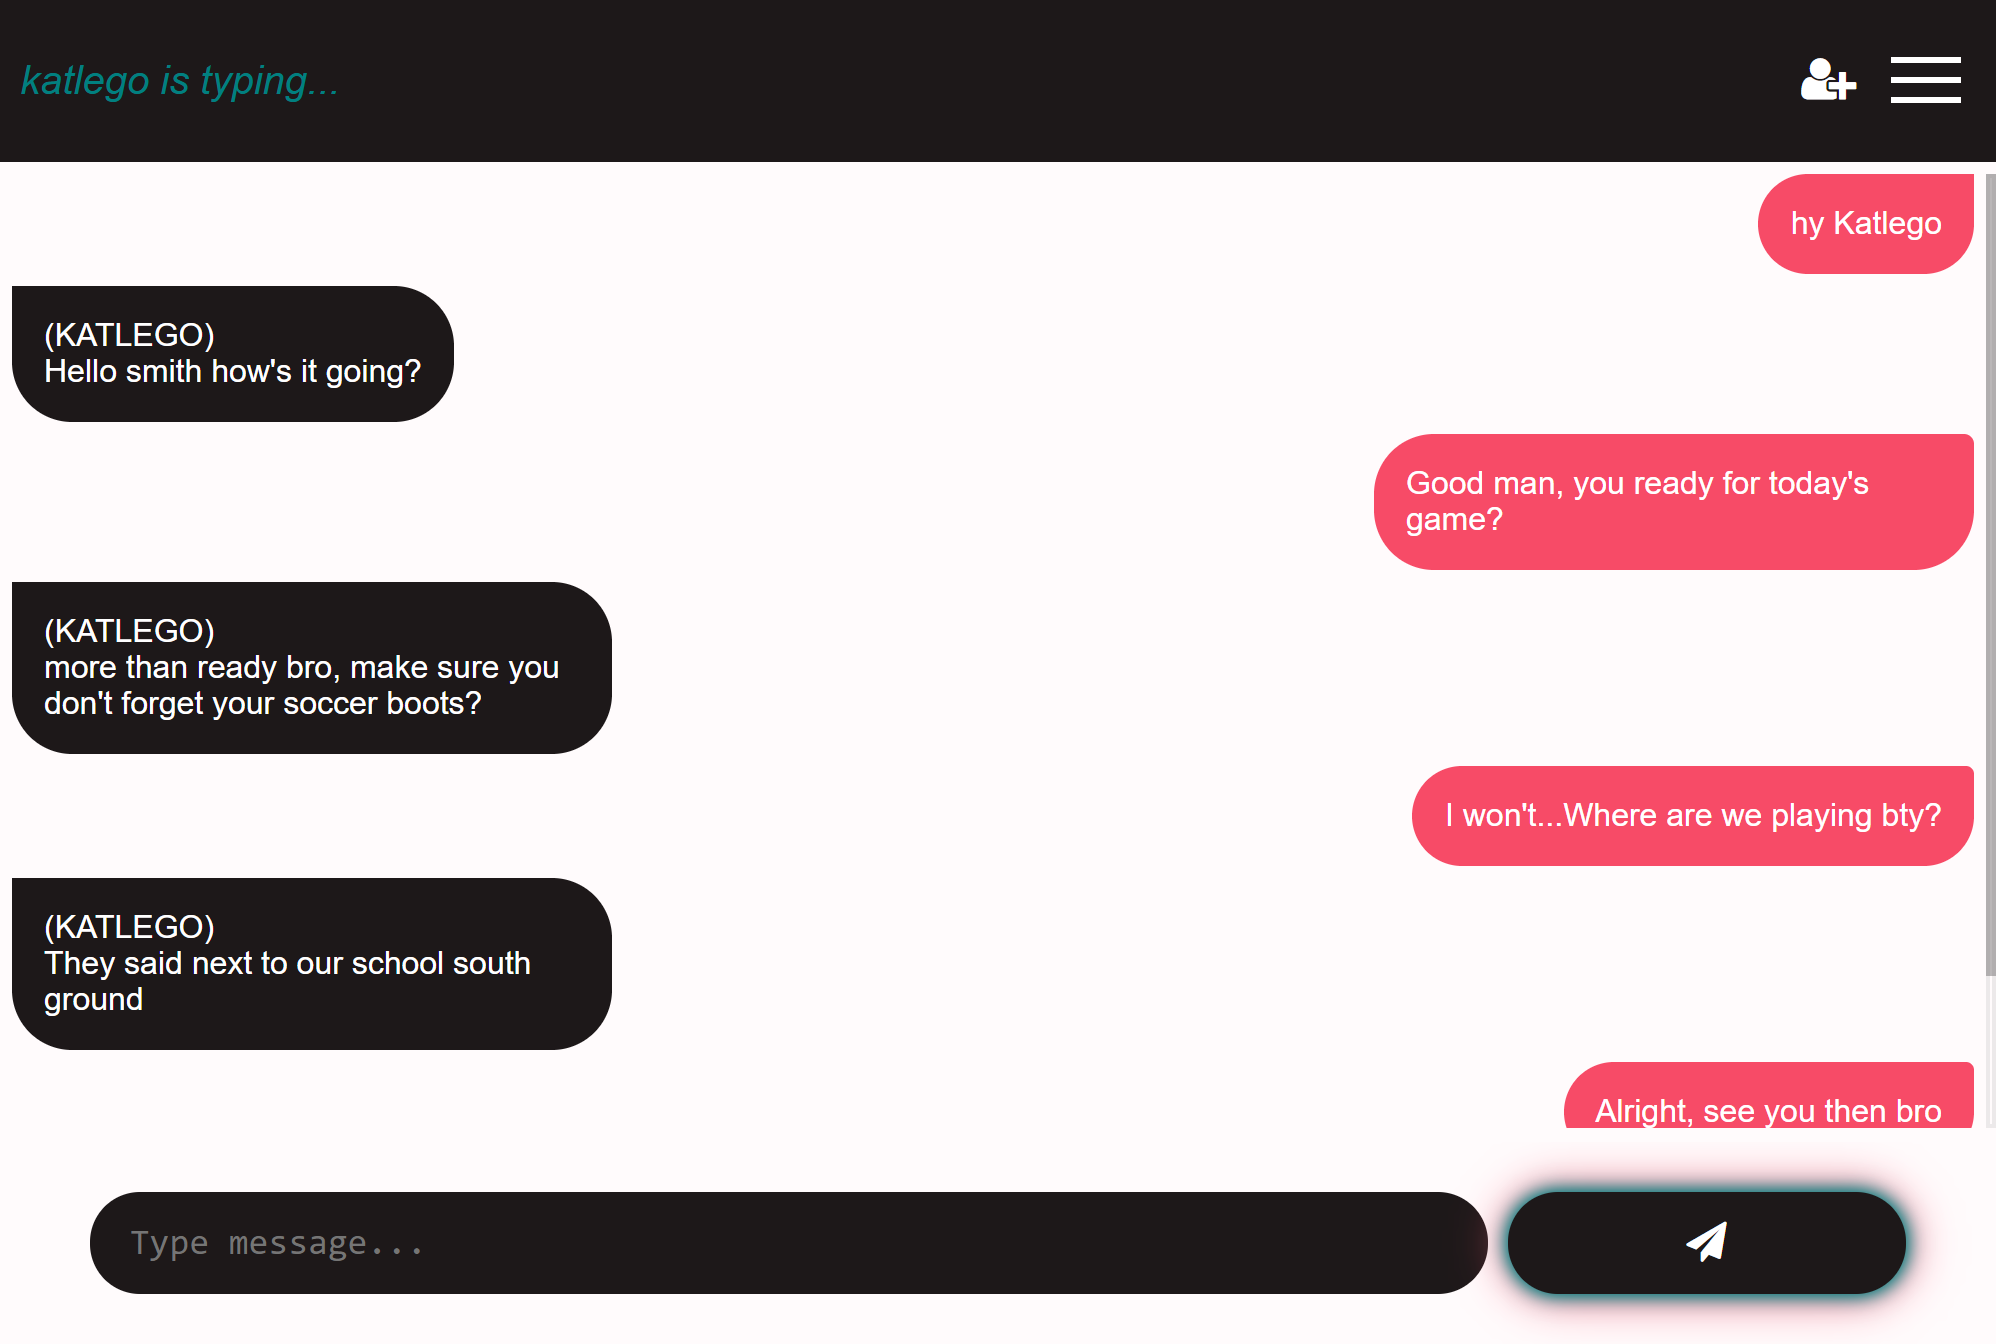 katlego is typing...
hy Katlego
(KATLEGO)
Hello smith how's it going?
Good man, you ready for today's
game?
(KATLEGO)
more than ready bro, make sure you
don't forget your soccer boots?
I won't...Where are we playing bty?
(KATLEGO)
They said next to our school south
ground
Alright, see you then bro
Type message...